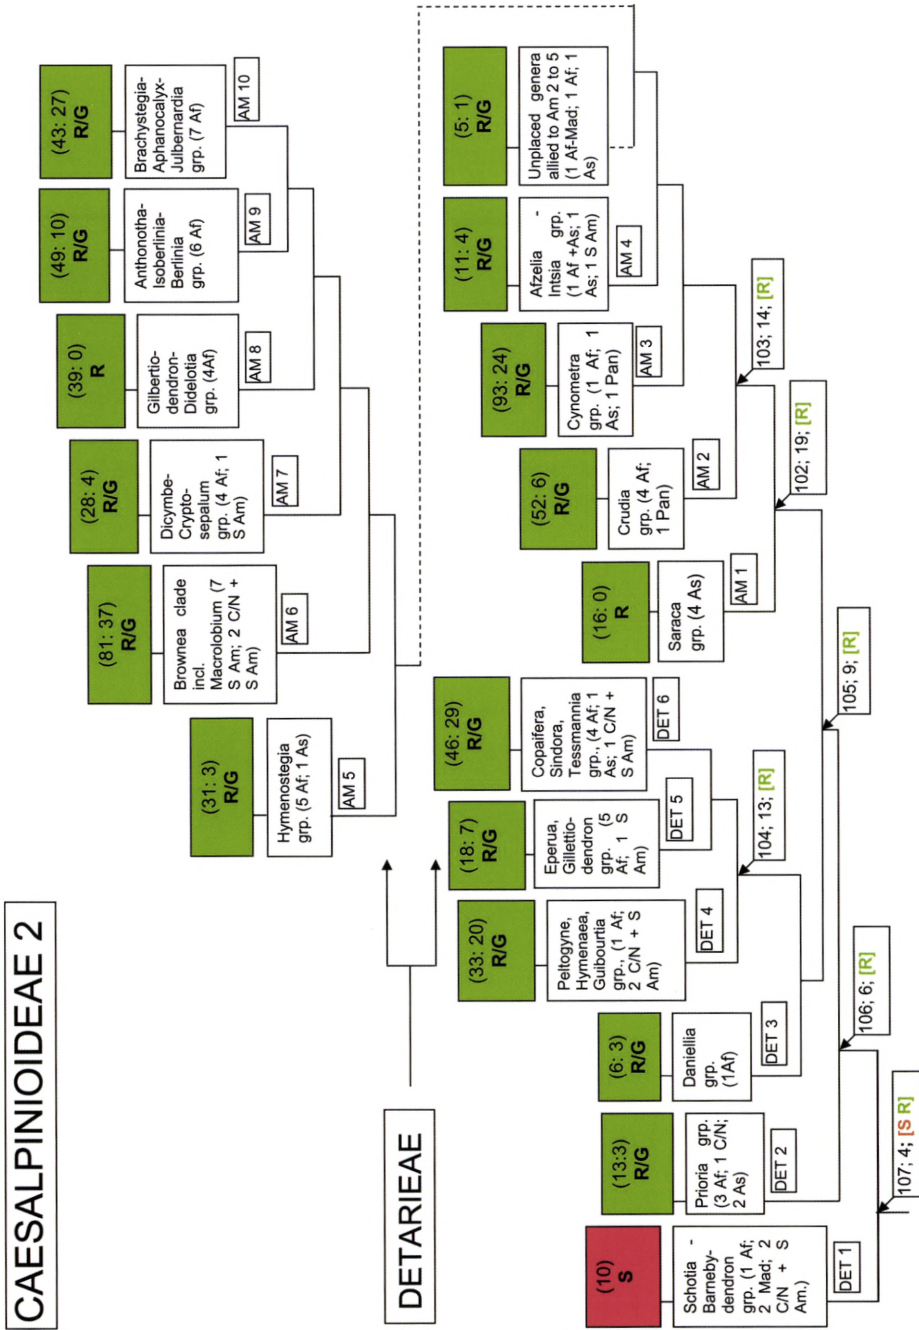 CAESALPINIOIDEAE 2
(31: 3)
R/G
Hymenostegia
grp. (5 Af; 1 As)
AM 5
(81: 37)
R/G
Brownea clade
incl.
Macrolobium (7
S Am; 2 C/N +
S Am)
AM 6
(28: 4)
R/G
Dicymbe-
Crypto-
sepalum
grp. (4 Af; 1
S Am)
AM 7
(39: 0)
R
Gilbertio-
dendron-
Didelotia
grp. (4Af)
AM 8
(49: 10)
R/G
Anthonotha-
Isoberlinia-
Berlinia
grp. (6 Af)
AM 9
(43: 27)
R/G
Brachystegia-
Aphanocalyx-
Julbernardia
grp. (7 Af)
AM 10
DETARIEAE
(10)
S
Schotia -
Barneby-
dendron
grp. (1 Af;
2 Mad; 2
C/N + S
Am.)
DET 1
(13:3)
R/G
Prioria grp.
(3 Af; 1 C/N;
2 As)
DET 2
(6: 3)
R/G
Daniellia
grp.
(1Af)
DET 3
(33: 20)
R/G
Peltogyne,
Hymenaea,
Guibourtia
grp., (1 Af;
2 C/N + S
Am)
DET 4
(18: 7)
R/G
Eperua,
Gillettio-
dendron
grp. (5
Af; 1 S
Am)
DET 5
(46: 29)
R/G
Copaifera,
Sindora,
Tessmannia
grp., (4 Af; 1
As; 1 C/N +
S Am)
DET 6
(16: 0)
R
Saraca
grp. (4 As)
AM 1
(52: 6)
R/G
Crudia
grp. (4 Af;
1 Pan)
AM 2
(93: 24)
R/G
Cynometra
grp. (1 Af; 1
As; 1 Pan)
AM 3
(11: 4)
R/G
Afzelia -
Intsia grp.
(1 Af +As; 1
As; 1 S Am)
AM 4
(5: 1)
R/G
Unplaced genera
allied to Am 2 to 5
(1 Af-Mad; 1 Af; 1
As)
107; 4; [S R]
106; 6; [R]
104; 13; [R]
105; 9; [R]
102; 19; [R]
103; 14; [R]